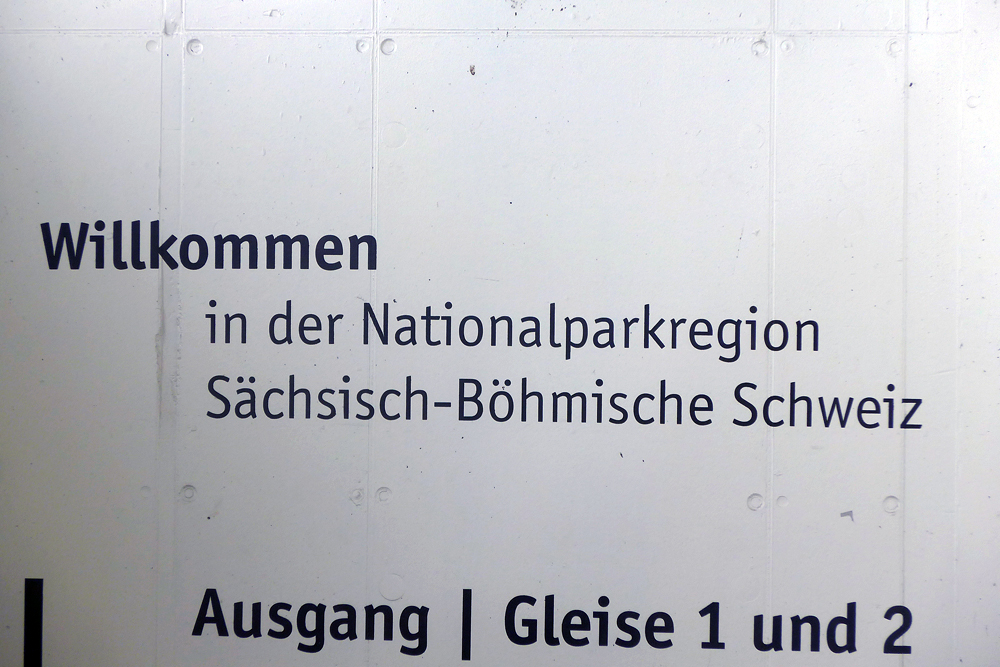 Willkommen
in der Nationalparkregion
Sächsisch-Böhmische Schweiz
Ausgang | Gleise 1 und 2